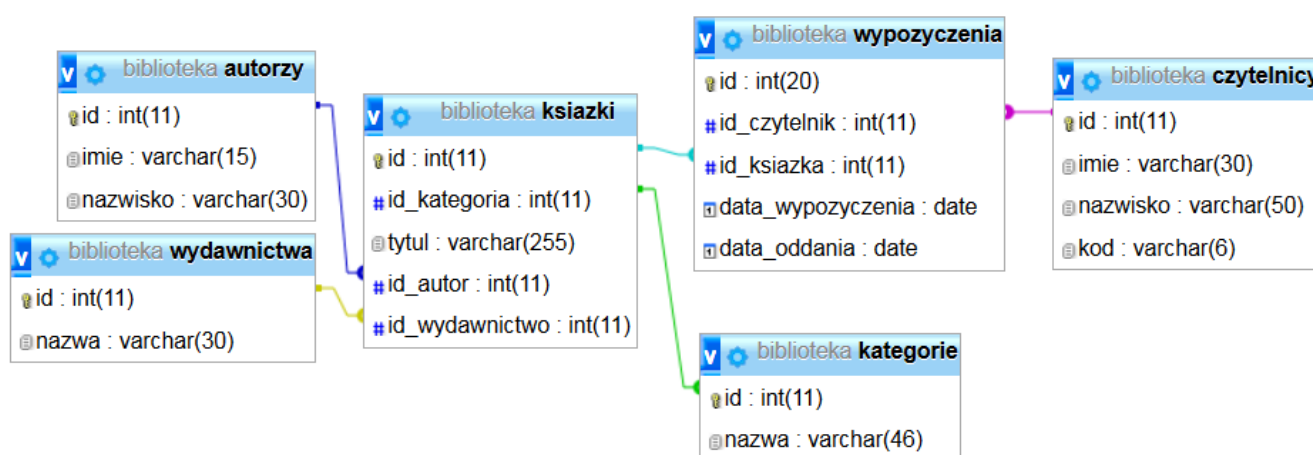 biblioteka autorzy
id : int(11)
imie : varchar(15)
nazwisko : varchar(30)
biblioteka wydawnictwa
id : int(11)
nazwa : varchar(30)
biblioteka ksiazki
id : int(11)
id_kategoria : int(11)
tytul : varchar(255)
id_autor : int(11)
id_wydawnictwo : int(11)
biblioteka wypozyczenia
id : int(20)
id_czytelnik : int(11)
id_ksiazka : int(11)
data_wypozyczenia : date
data_oddania : date
biblioteka kategorie
id : int(11)
nazwa : varchar(46)
biblioteka czytelnicy
id : int(11)
imie : varchar(30)
nazwisko : varchar(50)
kod : varchar(6)